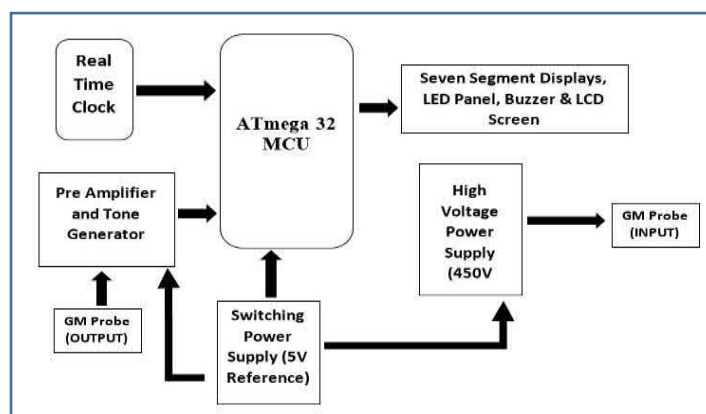 Real
Time
Clock
ATmega 32
MCU
Seven Segment Displays,
LED Panel, Buzzer & LCD
Screen
Pre Amplifier
and Tone
Generator
High
Voltage
Power
Supply
(450V
GM Probe
(INPUT)
GM Probe
(OUTPUT)
Switching
Power
Supply (5V
Reference)